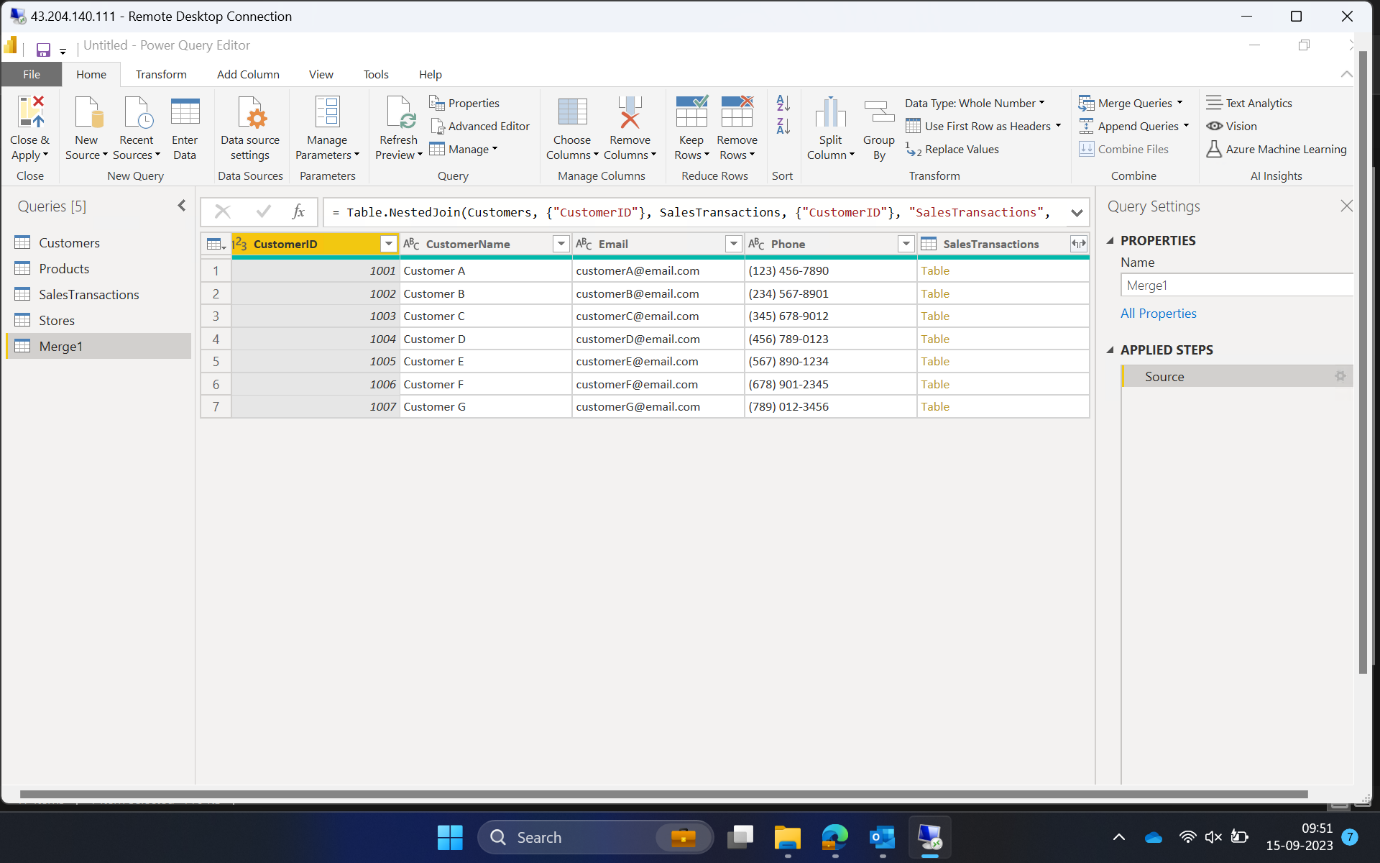 43.204.140.111 - Remote Desktop Connection
Untitled - Power Query Editor
File Home Transform Add Column View Tools Help
Close & Apply
New Source
Recent Sources
Enter Data
Data source settings
Manage Parameters
Refresh Preview
Properties
Advanced Editor
Manage
Choose Columns
Remove Columns
Keep Rows
Remove Rows
Split Column
Group By
Data Type: Whole Number
Use First Row as Headers
Replace Values
Merge Queries
Append Queries
Combine Files
Text Analytics
Vision
Azure Machine Learning
Close New Query Data Sources Parameters Query Manage Columns Reduce Rows Sort Transform Combine AI Insights
Queries [5]
Customers
Products
SalesTransactions
Stores
Merge1
fx = Table.NestedJoin(Customers, {"CustomerID"}, SalesTransactions, {"CustomerID"}, "SalesTransactions",
123 CustomerID ABC CustomerName ABC Email ABC Phone SalesTransactions
1 1001 Customer A customerA@email.com (123) 456-7890 Table
2 1002 Customer B customerB@email.com (234) 567-8901 Table
3 1003 Customer C customerC@email.com (345) 678-9012 Table
4 1004 Customer D customerD@email.com (456) 789-0123 Table
5 1005 Customer E customerE@email.com (567) 890-1234 Table
6 1006 Customer F customerF@email.com (678) 901-2345 Table
7 1007 Customer G customerG@email.com (789) 012-3456 Table
Query Settings
PROPERTIES
Name
Merge1
All Properties
APPLIED STEPS
Source
Search
09:51
15-09-2023
7